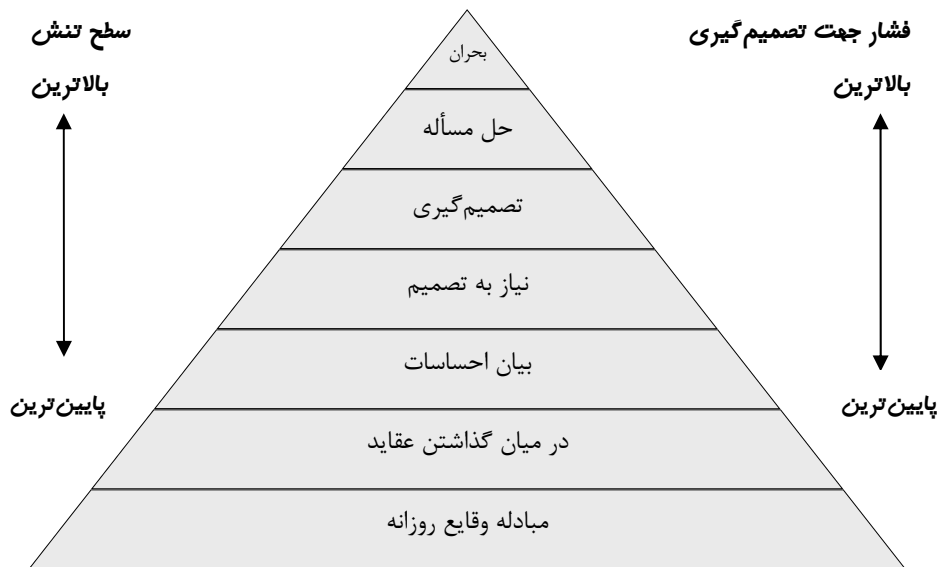 فشار جهت تصمیم‌گیری
بالاترین
پایین‌ترین
بحران
حل مسأله
تصمیم‌گیری
نیاز به تصمیم
بیان احساسات
در میان گذاشتن عقاید
مبادله وقایع روزانه
سطح تنش
بالاترین
پایین‌ترین